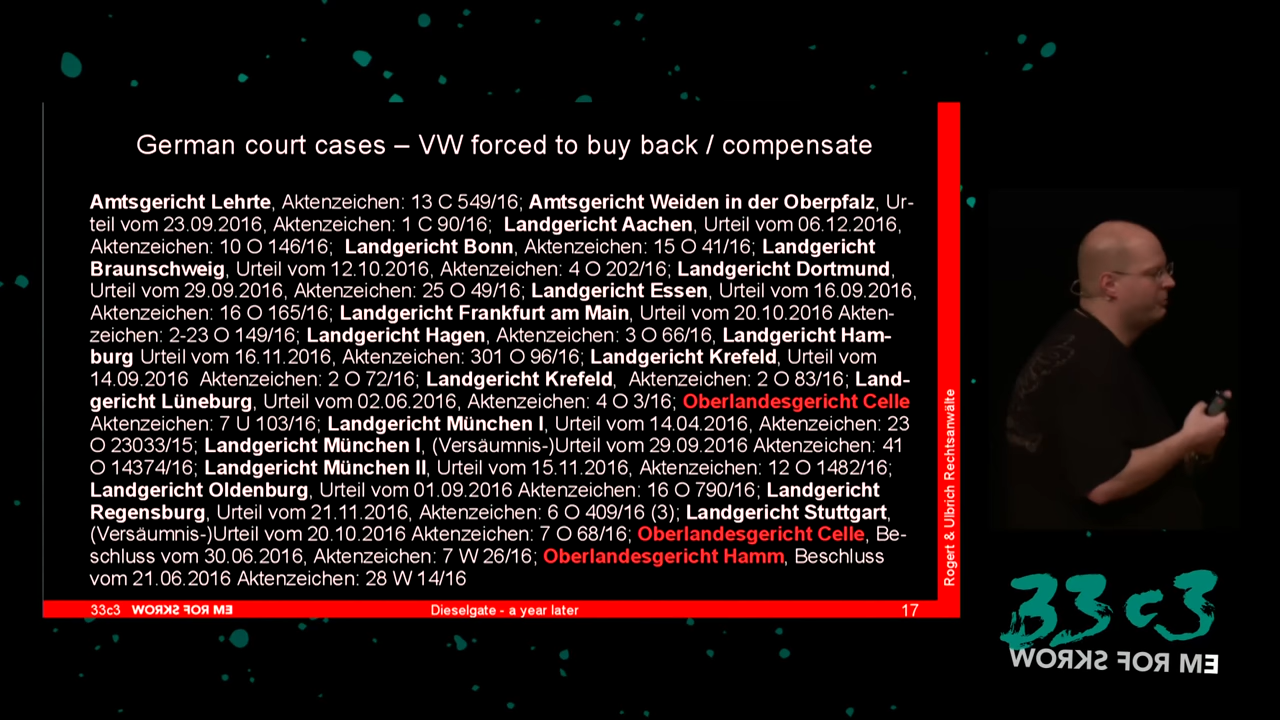 German court cases – VW forced to buy back / compensate
Amtsgericht Lehrte, Aktenzeichen: 13 C 549/16; Amtsgericht Weiden in der Oberpfalz, Ur-
teil vom 23.09.2016, Aktenzeichen: 1 C 90/16; Landgericht Aachen, Urteil vom 06.12.2016,
Aktenzeichen: 10 O 146/16; Landgericht Bonn, Aktenzeichen: 15 O 41/16; Landgericht
Braunschweig, Urteil vom 12.10.2016, Aktenzeichen: 4 O 202/16; Landgericht Dortmund,
Urteil vom 29.09.2016, Aktenzeichen: 25 O 49/16; Landgericht Essen, Urteil vom 16.09.2016,
Aktenzeichen: 16 O 165/16; Landgericht Frankfurt am Main, Urteil vom 20.10.2016 Akten-
zeichen: 2-23 O 149/16; Landgericht Hagen, Aktenzeichen: 3 O 66/16, Landgericht Ham-
burg Urteil vom 16.11.2016, Aktenzeichen: 301 O 96/16; Landgericht Krefeld, Urteil vom
14.09.2016 Aktenzeichen: 2 O 72/16; Landgericht Krefeld, Aktenzeichen: 2 O 83/16; Land-
gericht Lüneburg, Urteil vom 02.06.2016, Aktenzeichen: 4 O 3/16; Oberlandesgericht Celle
Aktenzeichen: 7 U 103/16; Landgericht München I, Urteil vom 14.04.2016, Aktenzeichen: 23
O 23033/15; Landgericht München I, (Versäumnis-)Urteil vom 29.09.2016 Aktenzeichen: 41
O 14374/16; Landgericht München II, Urteil vom 15.11.2016, Aktenzeichen: 12 O 1482/16;
Landgericht Oldenburg, Urteil vom 01.09.2016 Aktenzeichen: 16 O 790/16; Landgericht
Regensburg, Urteil vom 21.11.2016, Aktenzeichen: 6 O 409/16 (3); Landgericht Stuttgart,
(Versäumnis-)Urteil vom 20.10.2016 Aktenzeichen: 7 O 68/16; Oberlandesgericht Celle, Be-
schluss vom 30.06.2016, Aktenzeichen: 7 W 26/16; Oberlandesgericht Hamm, Beschluss
vom 21.06.2016 Aktenzeichen: 28 W 14/16
Rogert & Ulbrich Rechtsanwälte
33c3 WORKS FOR ME
Dieselgate - a year later
17
33c3
WORKS FOR ME